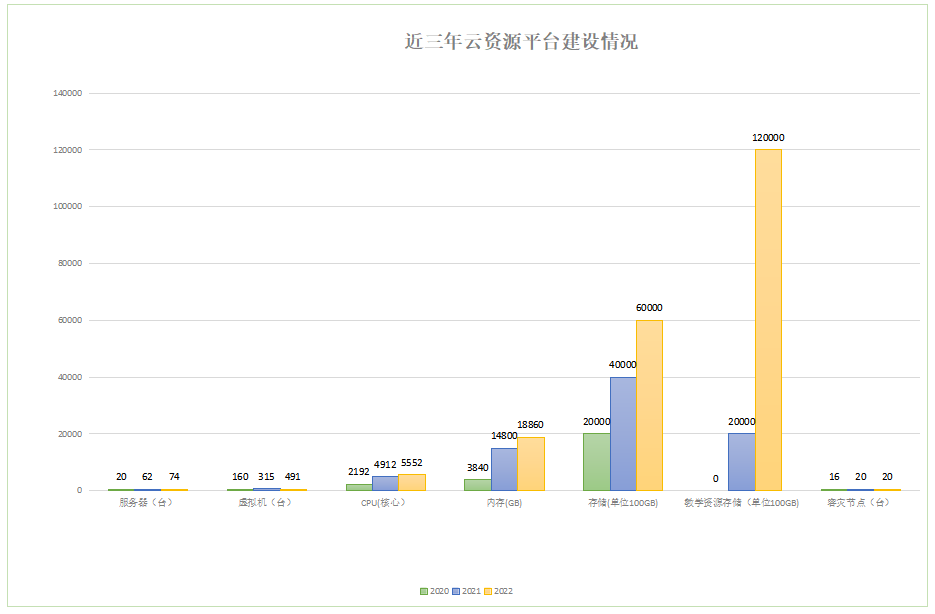 近三年云资源平台建设情况
140000
120000
120000
100000
80000
60000
60000
40000
40000
20000
20000
20000
18860
14800
3840
2192 4912 5552
160 315 491
20 62 74
0
16 20 20
0
服务器（台）
虚拟机（台）
CPU(核心）
内存(GB)
存储(单位100GB)
教学资源存储（单位100GB)
容灾节点（台）
2020 2021 2022